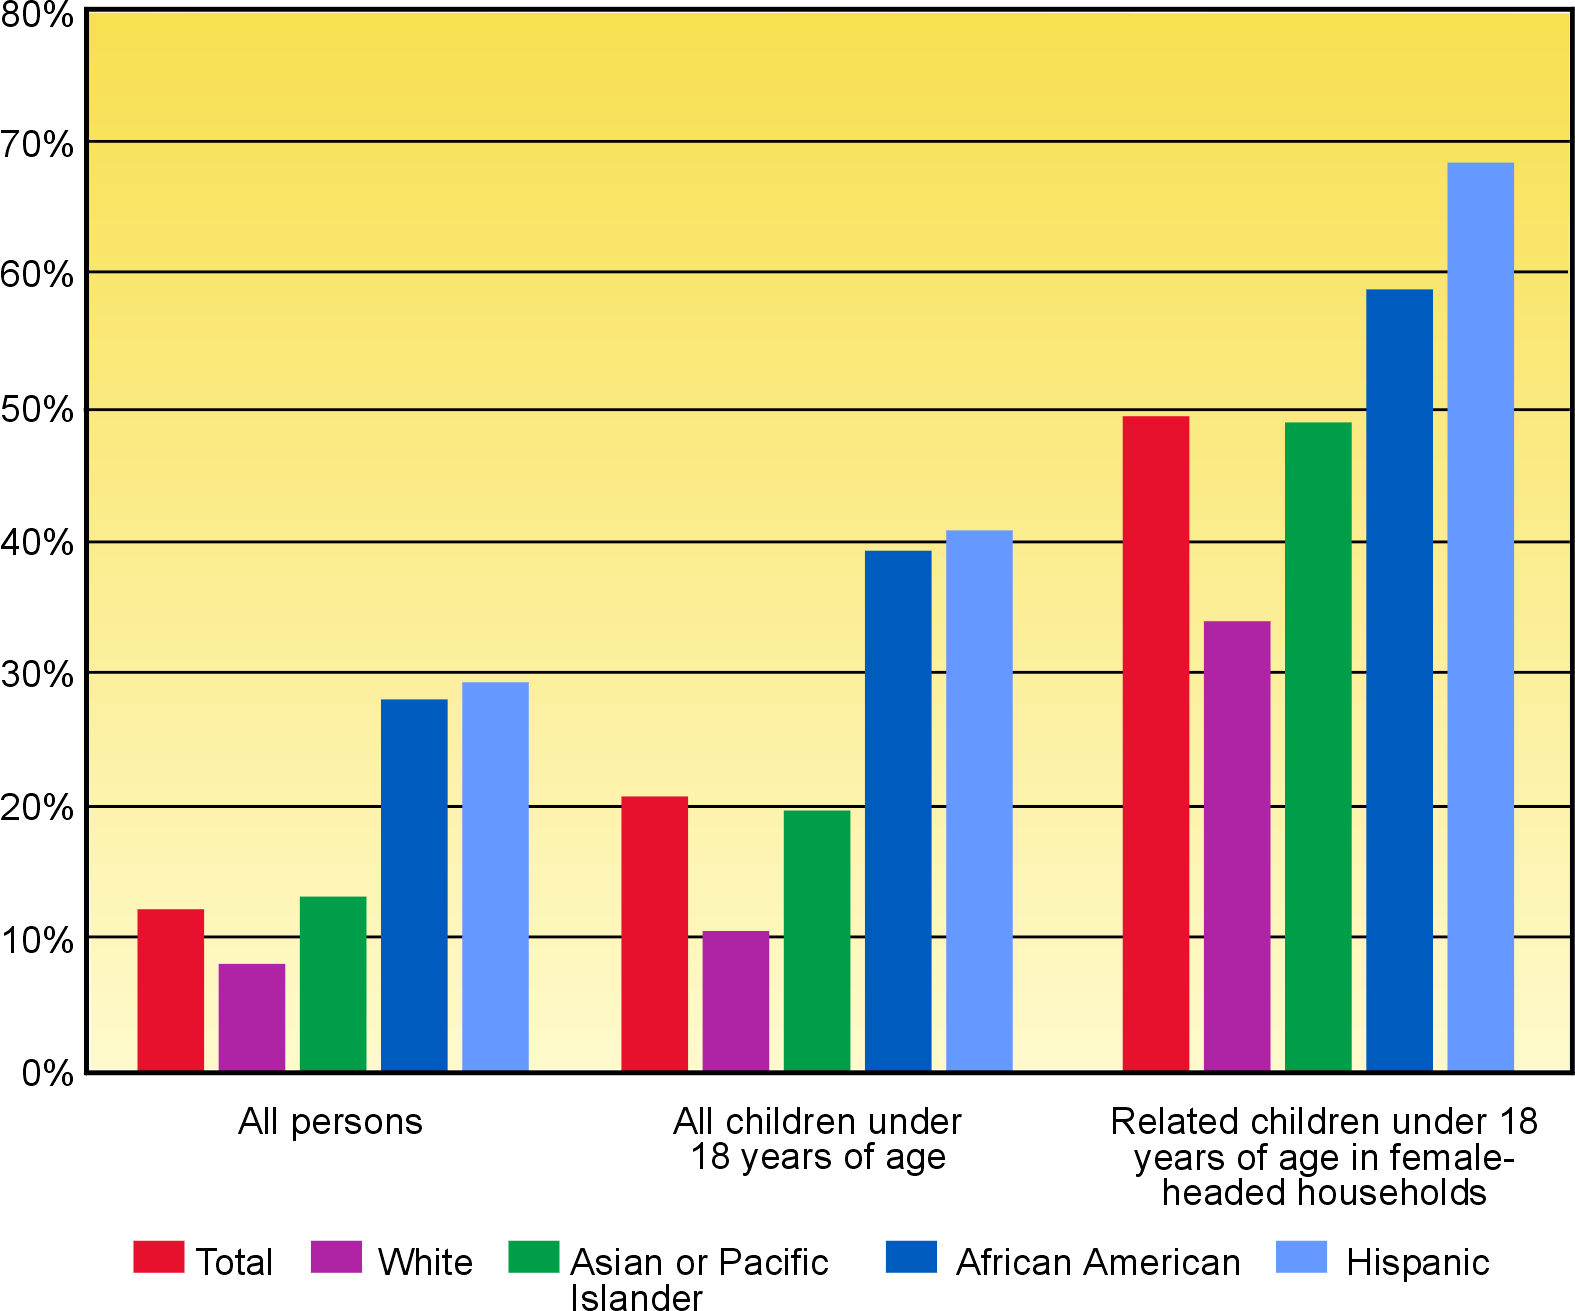 80%
70%
60%
50%
40%
30%
20%
10%
0%
All persons
All children under
18 years of age
Related children under 18
years of age in female-
headed households
Total
White
Asian or Pacific
Islander
African American
Hispanic